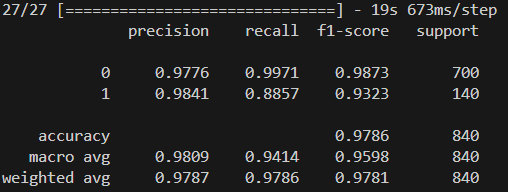 27/27 [==============================] - 19s 673ms/step
              precision    recall  f1-score   support

           0     0.9776    0.9971    0.9873       700
           1     0.9841    0.8857    0.9323       140

    accuracy                         0.9786       840
   macro avg     0.9809    0.9414    0.9598       840
weighted avg     0.9787    0.9786    0.9781       840